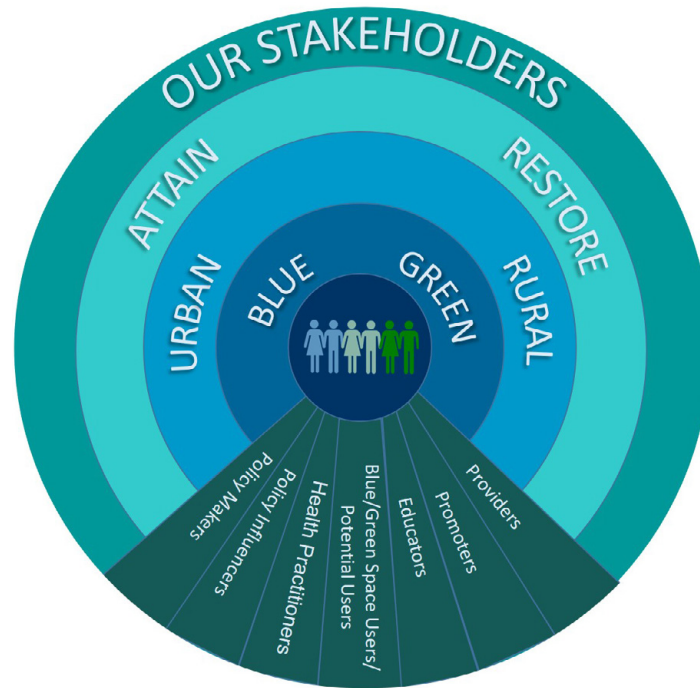 OUR STAKEHOLDERS
ATTAIN
RESTORE
URBAN
RURAL
BLUE
GREEN
Policy Makers
Policy Influencers
Health Practitioners
Blue/Green Space Users/
Potential Users
Educators
Promoters
Providers